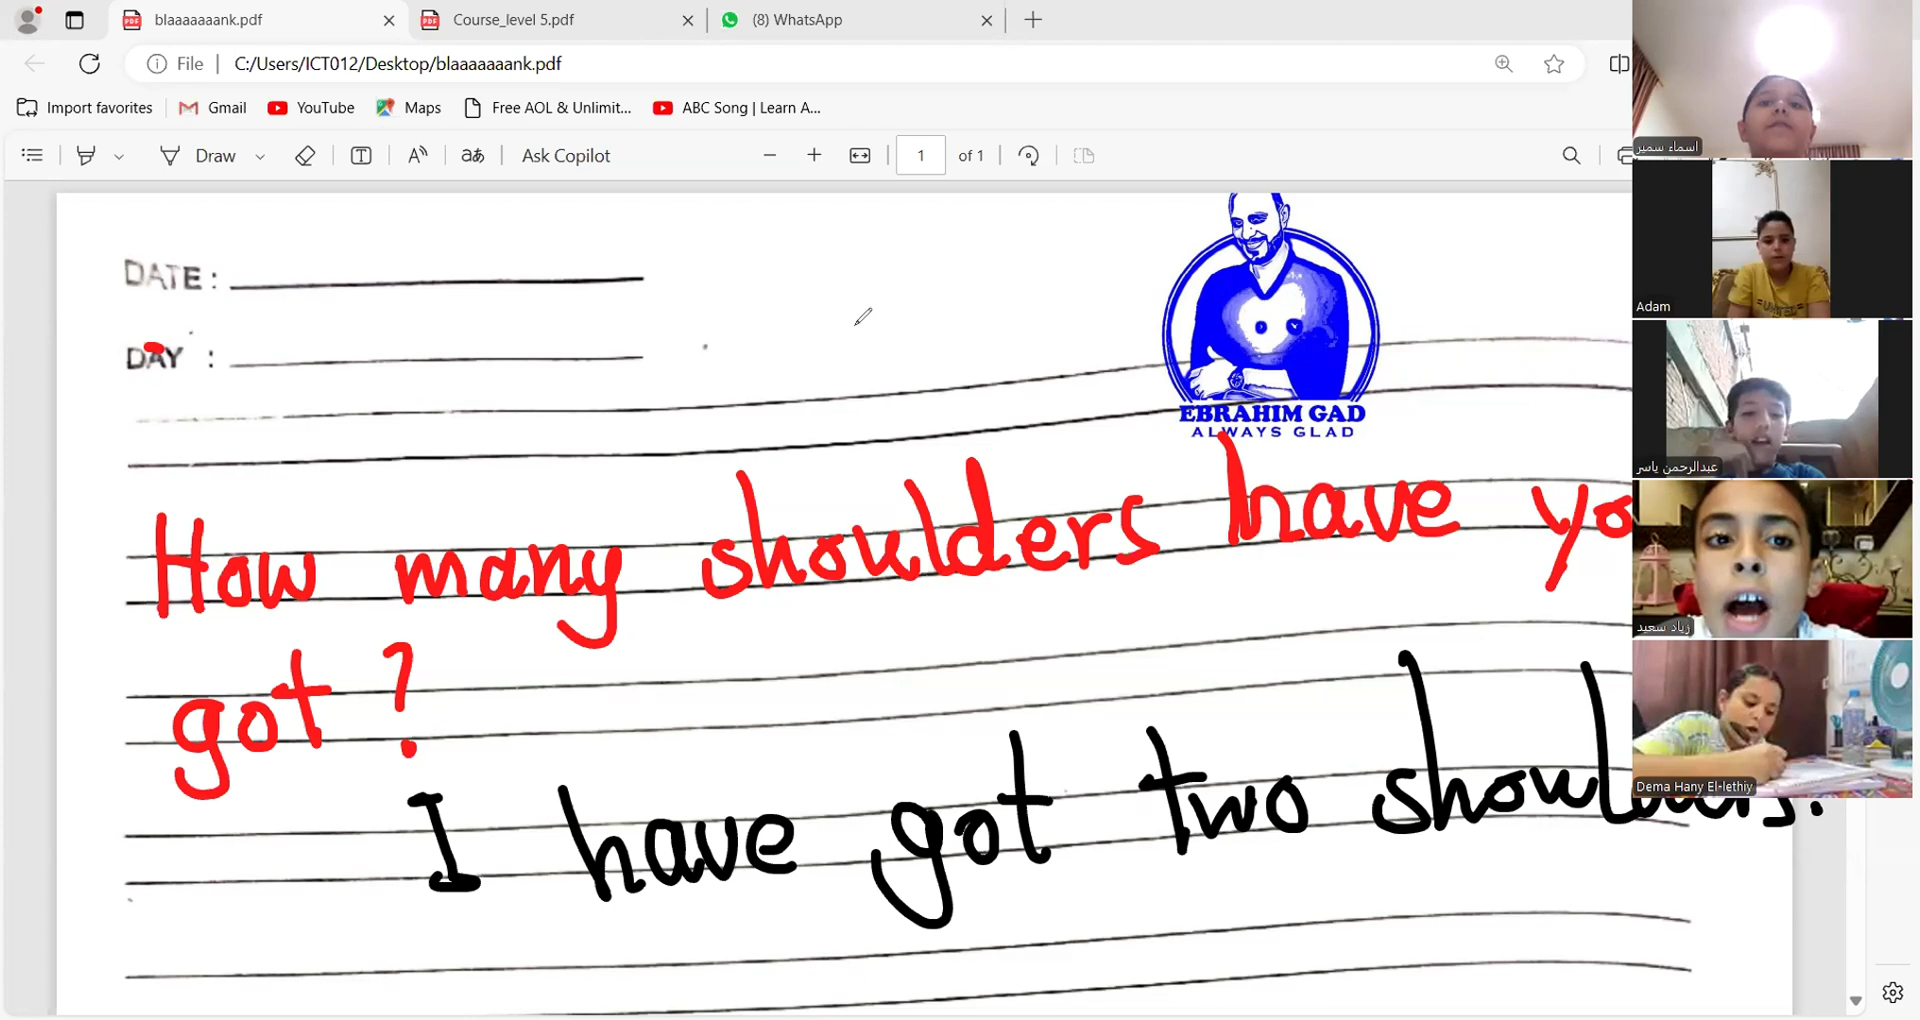 blaaaaaaank.pdf
Course_level 5.pdf
(8) WhatsApp
File
C:/Users/ICT012/Desktop/blaaaaaaank.pdf
Import favorites
Gmail
YouTube
Maps
Free AOL & Unlimit...
ABC Song | Learn A...
Draw
Ask Copilot
1 of 1
DATE :
DAY :
EBRAHIM GAD
ALWAYS GLAD
How many shoulders have yo
got ?
I have got two shoulders.
اسماء سمير
Adam
عبدالرحمن ياسر
زياد سعيد
Dema Hany El-lethiy